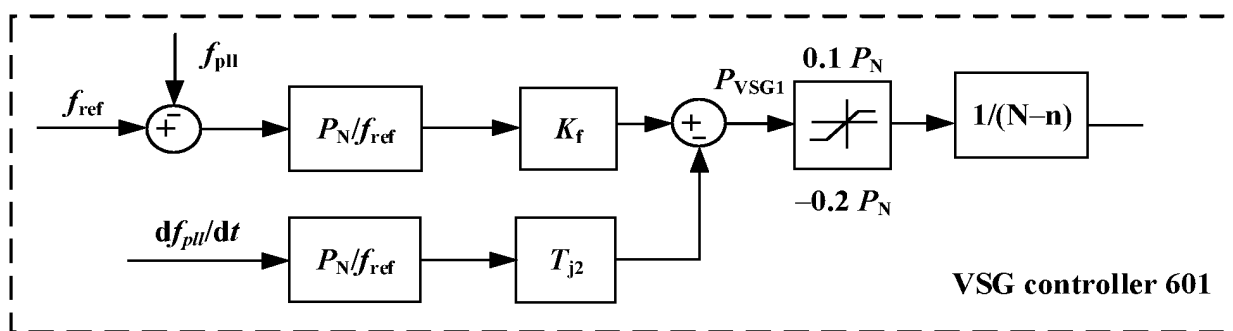 f_pll
0.1 P_N
f_ref
P_VSG1
+
−
P_N/f_ref
K_f
+
−
1/(N−n)
−0.2 P_N
df_pll/dt
P_N/f_ref
T_j2
VSG controller 601